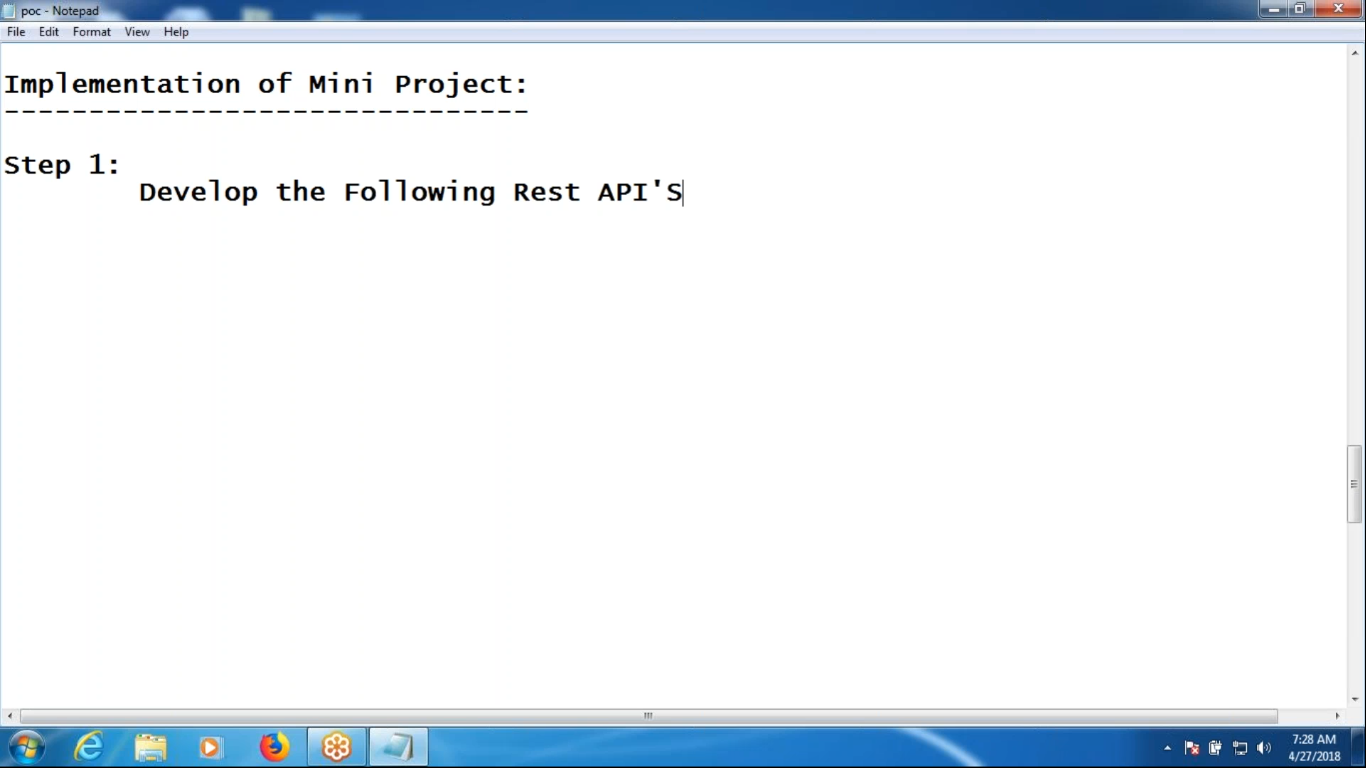 poc - Notepad
File Edit Format View Help
Implementation of Mini Project:
-------------------------------
Step 1:
Develop the Following Rest API'S
7:28 AM
4/27/2018